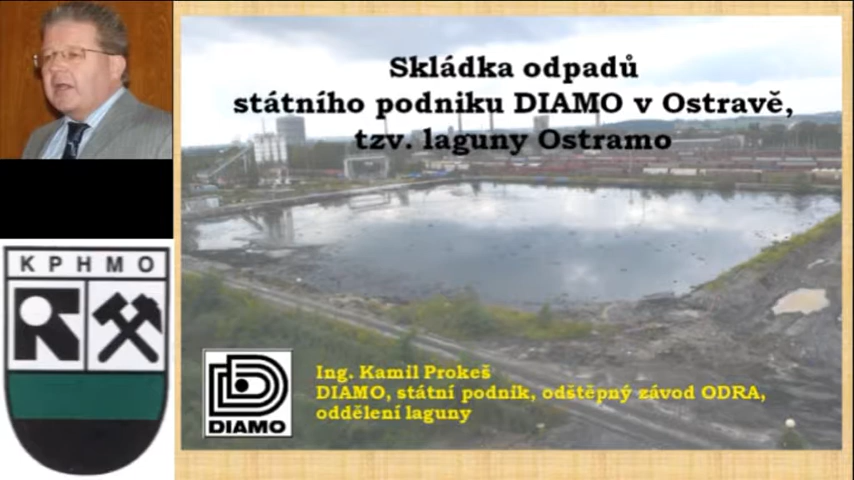 Skládka odpadů
státního podniku DIAMO v Ostravě,
tzv. laguny Ostramo
KPHMO
DIAMO
Ing. Kamil Prokeš
DIAMO, státní podnik, odštěpný závod ODRA,
oddělení laguny